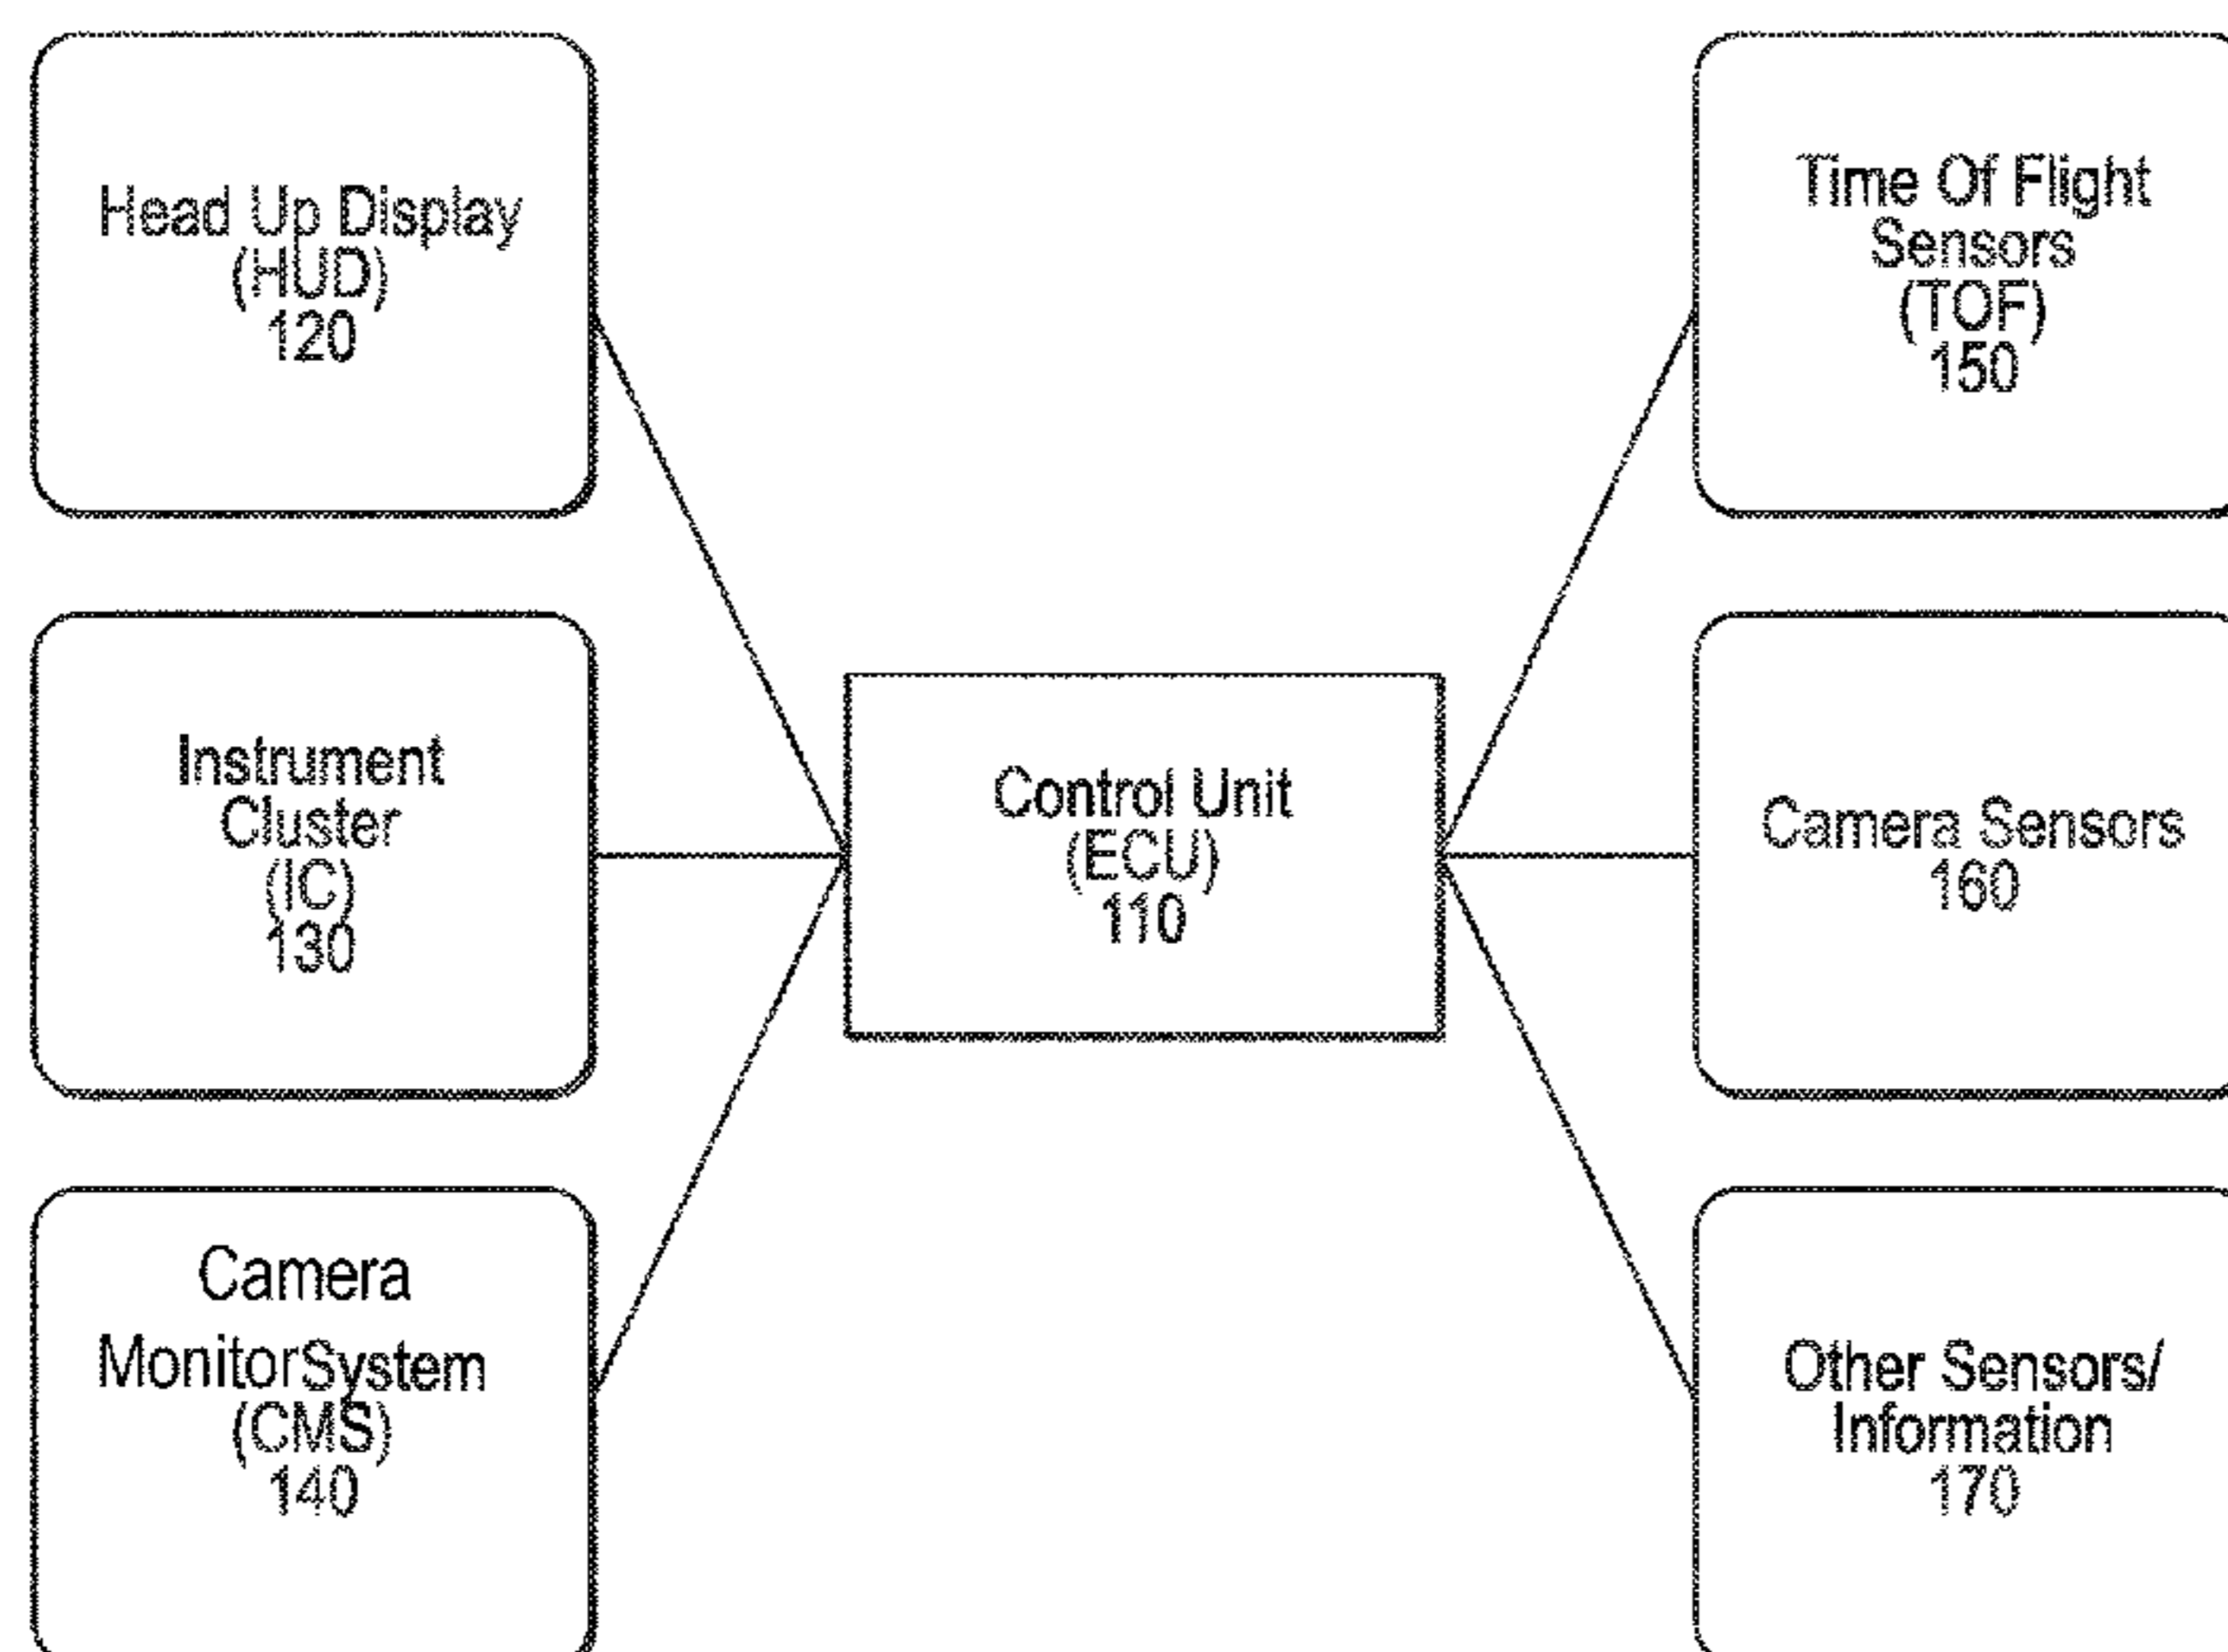 Head Up Display
(HUD)
120
Instrument
Cluster
(IC)
130
Camera
MonitorSystem
(CMS)
140
Control Unit
(ECU)
110
Time Of Flight
Sensors
(TOF)
150
Camera Sensors
160
Other Sensors/
Information
170